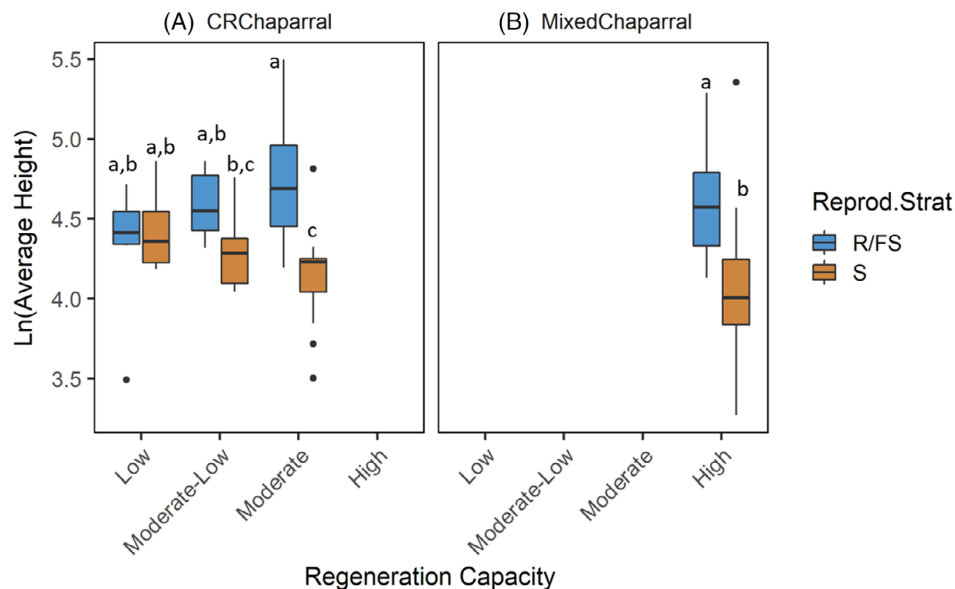 (A) CRChaparral
(B) MixedChaparral
Ln(Average Height)
5.5
5.0
4.5
4.0
3.5
a,b
a,b
a,b
b,c
a
c
a
b
Low
Moderate-Low
Moderate
High
Low
Moderate-Low
Moderate
High
Regeneration Capacity
Reprod.Strat
R/FS
S